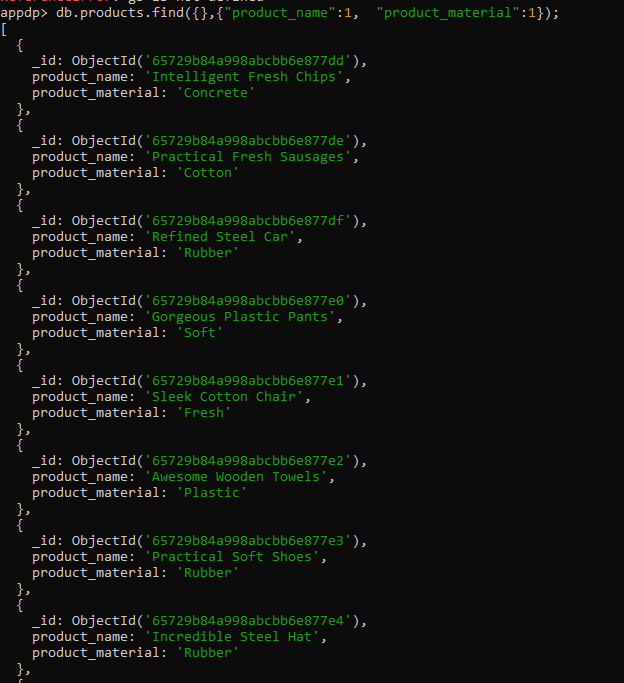 appdp> db.products.find({},{"product_name":1,  "product_material":1});
[
  {
    _id: ObjectId('65729b84a998abcbb6e877dd'),
    product_name: 'Intelligent Fresh Chips',
    product_material: 'Concrete'
  },
  {
    _id: ObjectId('65729b84a998abcbb6e877de'),
    product_name: 'Practical Fresh Sausages',
    product_material: 'Cotton'
  },
  {
    _id: ObjectId('65729b84a998abcbb6e877df'),
    product_name: 'Refined Steel Car',
    product_material: 'Rubber'
  },
  {
    _id: ObjectId('65729b84a998abcbb6e877e0'),
    product_name: 'Gorgeous Plastic Pants',
    product_material: 'Soft'
  },
  {
    _id: ObjectId('65729b84a998abcbb6e877e1'),
    product_name: 'Sleek Cotton Chair',
    product_material: 'Fresh'
  },
  {
    _id: ObjectId('65729b84a998abcbb6e877e2'),
    product_name: 'Awesome Wooden Towels',
    product_material: 'Plastic'
  },
  {
    _id: ObjectId('65729b84a998abcbb6e877e3'),
    product_name: 'Practical Soft Shoes',
    product_material: 'Rubber'
  },
  {
    _id: ObjectId('65729b84a998abcbb6e877e4'),
    product_name: 'Incredible Steel Hat',
    product_material: 'Rubber'
  },